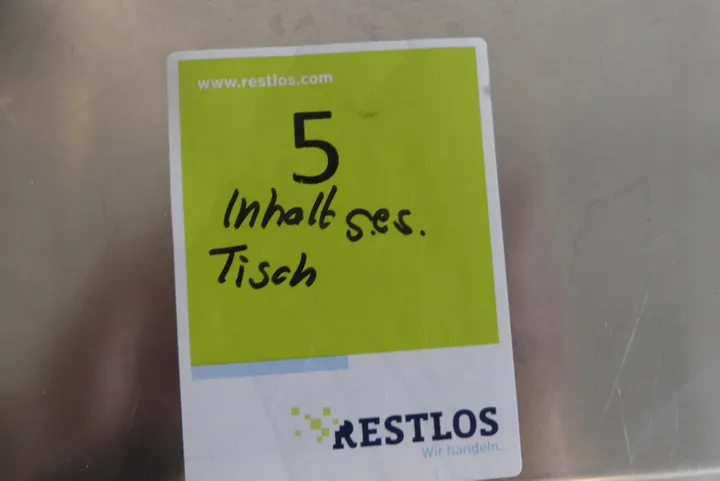 www.restlos.com
5
Inhalt ges.
Tisch
RESTLOS
Wir handeln.